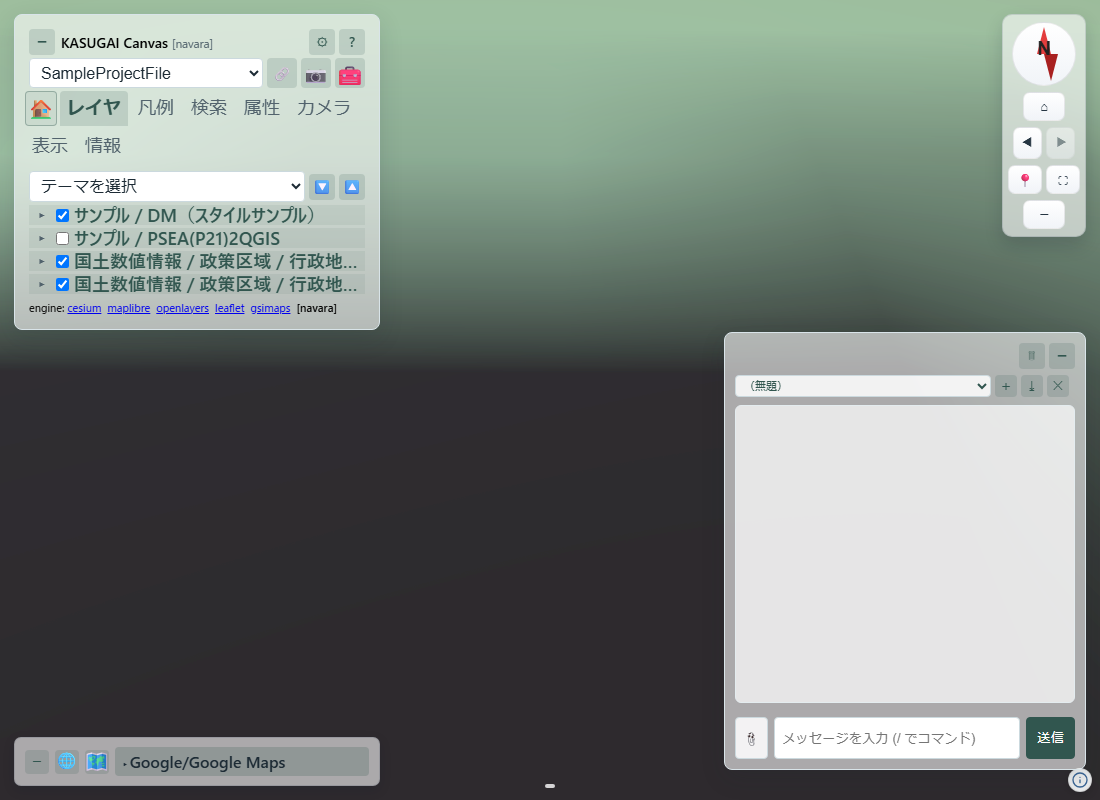 − KASUGAI Canvas [navara] ?
SampleProjectFile
レイヤ 凡例 検索 属性 カメラ
表示 情報
テーマを選択
サンプル / DM（スタイルサンプル）
サンプル / PSEA(P21)2QGIS
国土数値情報 / 政策区域 / 行政地…
国土数値情報 / 政策区域 / 行政地…
engine: cesium maplibre openlayers leaflet gsimaps [navara]
N
（無題）
メッセージを入力 (/ でコマンド)
送信
Google/Google Maps